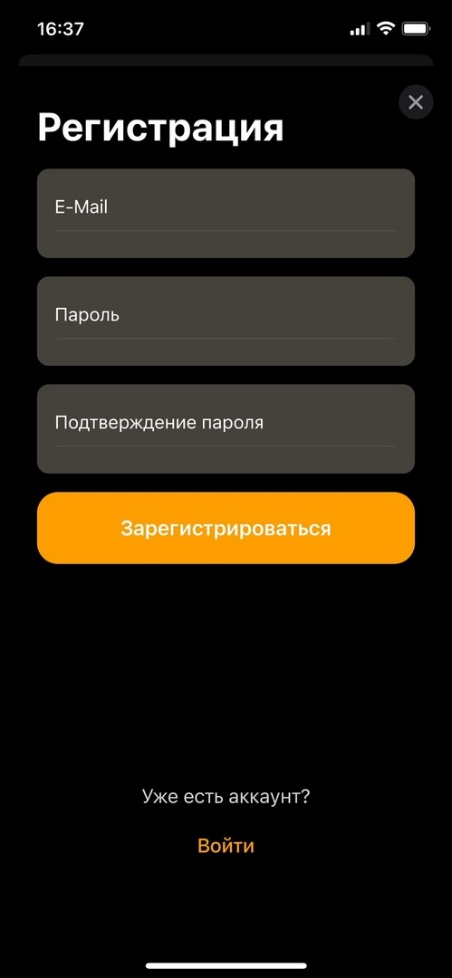 16:37
Регистрация
E-Mail
Пароль
Подтверждение пароля
Зарегистрироваться
Уже есть аккаунт?
Войти